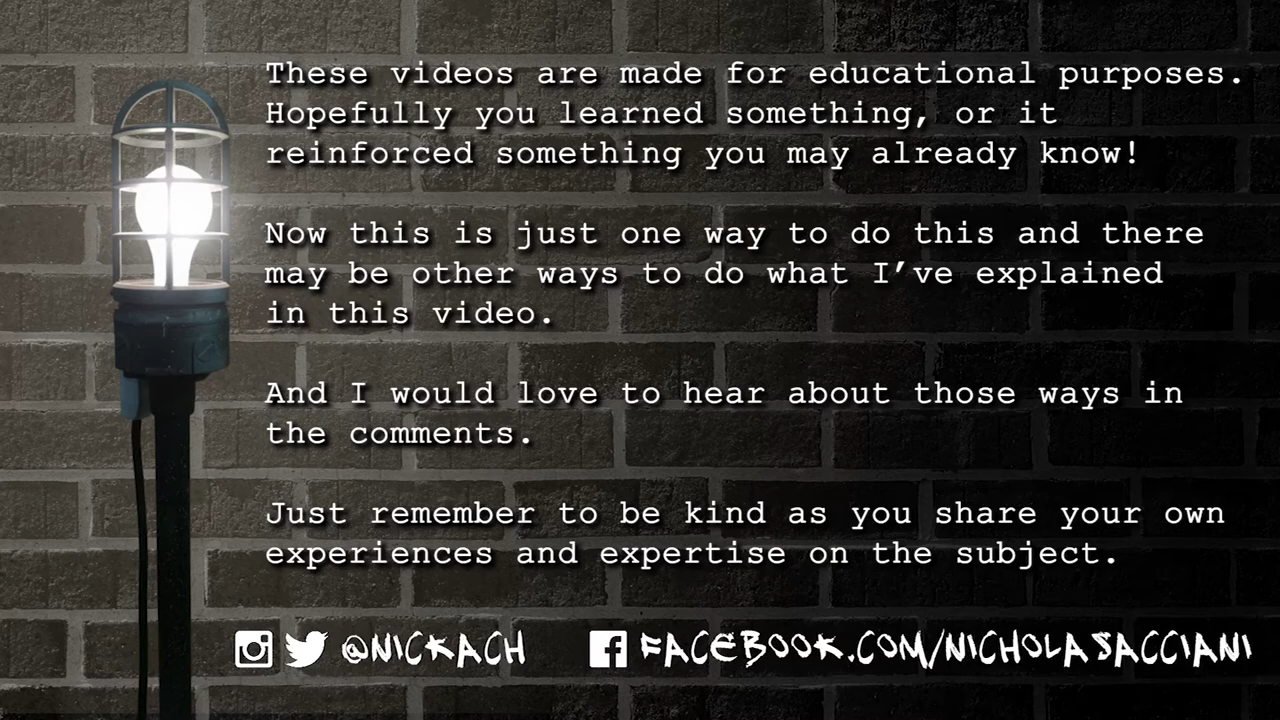 These videos are made for educational purposes.
Hopefully you learned something, or it
reinforced something you may already know!
Now this is just one way to do this and there
may be other ways to do what I’ve explained
in this video.
And I would love to hear about those ways in
the comments.
Just remember to be kind as you share your own
experiences and expertise on the subject.
@NICKACH FACEBOOK.COM/NICHOLASACCIANI